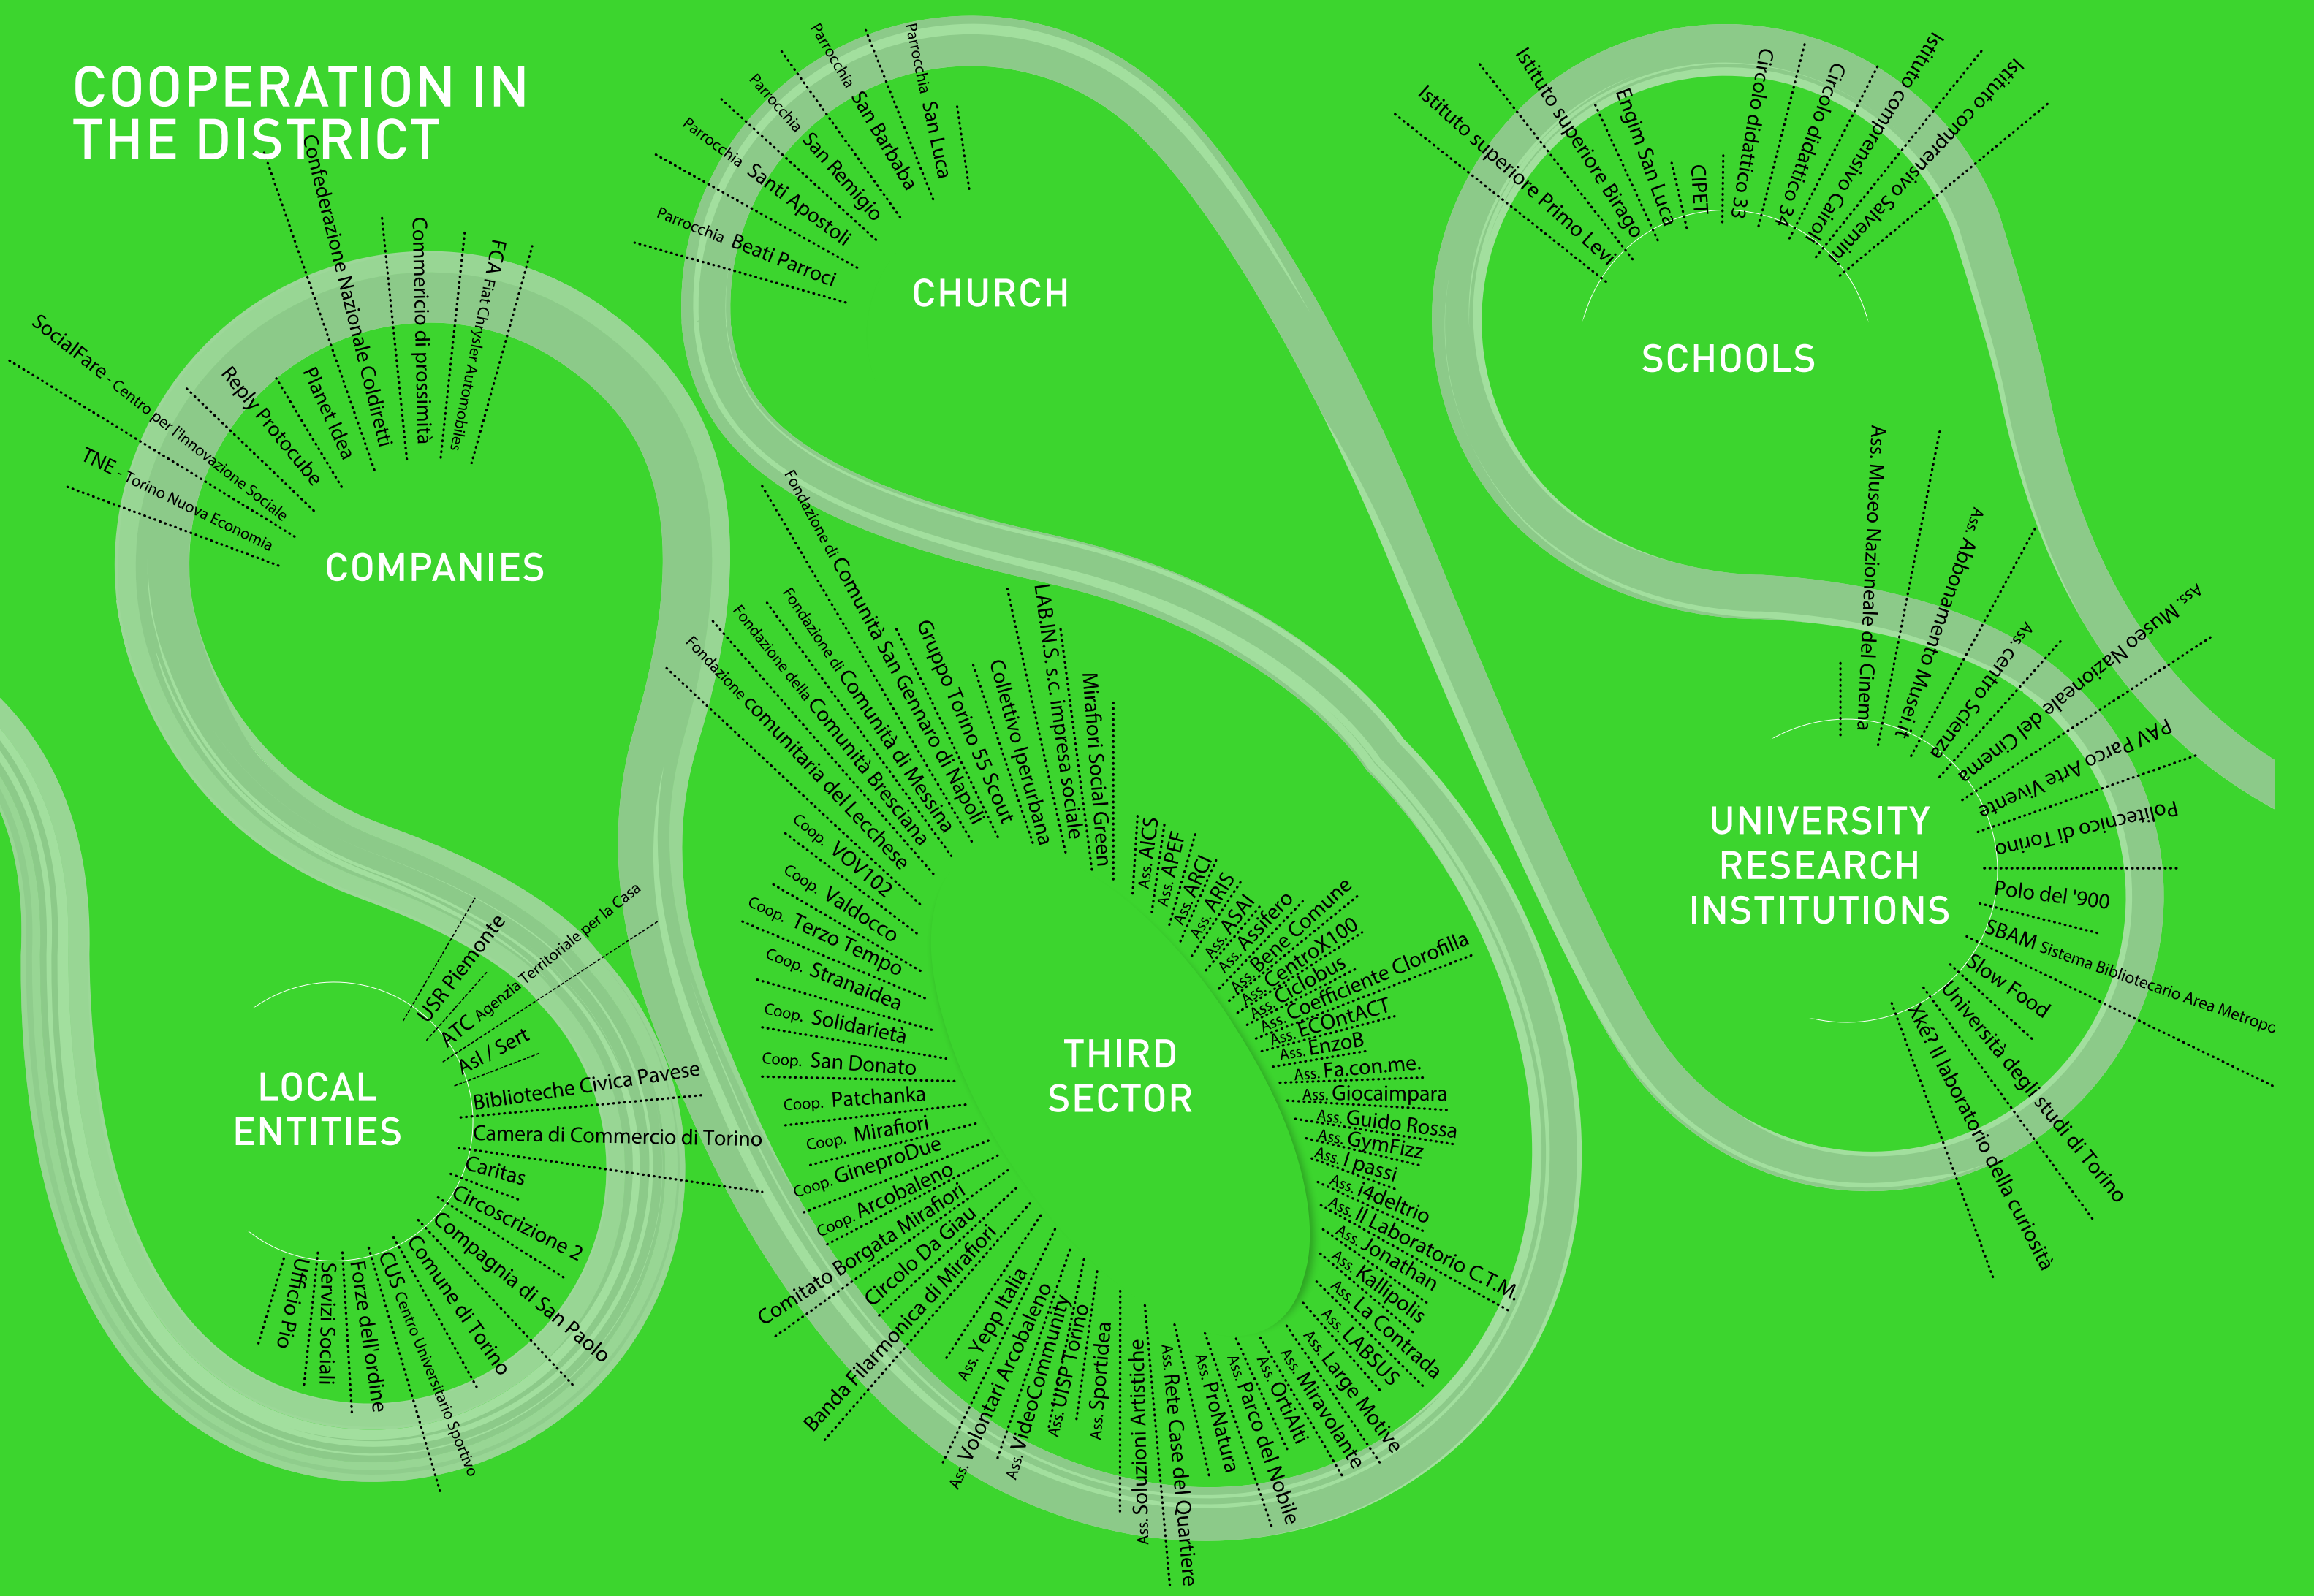 COOPERATION IN
THE DISTRICT
COMPANIES
TNE - Torino Nuova Economia
SocialFare - Centro per l'Innovazione Sociale
Reply Protocube
Planet Idea
Confederazione Nazionale Coldiretti
Commericio di prossimità
FCA Fiat Chrysler Automobiles
CHURCH
Parrocchia Beati Parroci
Parrocchia Santi Apostoli
Parrocchia San Remigio
Parrocchia San Barbaba
Parrocchia San Luca
SCHOOLS
Istituto superiore Primo Levi
Istituto superiore Birago
Engim San Luca
CIPET
Circolo didattico 33
Circolo didattico 34
Istituto comprensivo Cairoli
Istituto comprensivo Salvemini
UNIVERSITY
RESEARCH
INSTITUTIONS
Ass. Museo Nazioneale del Cinema
Ass. Abbonamento Musei.it
Ass. centro Scienza
Ass. Museo Nazioneale del Cinema
PAV Parco Arte Vivente
Politecnico di Torino
Polo del '900
SBAM Sistema Bibliotecario Area Metropo
Slow Food
Università degli studi di Torino
Xké? Il laboratorio della curiosità
LOCAL
ENTITIES
USR Piemonte
ATC Agenzia Territoriale per la Casa
Asl / Sert
Biblioteche Civica Pavese
Camera di Commercio di Torino
Caritas
Circoscrizione 2
Compagnia di San Paolo
Comune di Torino
CUS Centro Universitario Sportivo
Forze dell'ordine
Servizi Sociali
Ufficio Pio
THIRD
SECTOR
Ass. AICS
Ass. APEF
Ass. ARCI
Ass. ARIS
Ass. ASAI
Ass. Assifero
Ass. Bene Comune
Ass. CentroX100
Ass. Ciclobus
Ass. Coefficiente Clorofilla
Ass. ECOntACT
Ass. EnzoB
Ass. Fa.con.me.
Ass. Giocaimpara
Ass. Guido Rossa
Ass. GymFizz
Ass. I passi
Ass. i4deltrio
Ass. Il Laboratorio C.T.M.
Ass. Jonathan
Ass. Kallipolis
Ass. La Contrada
Ass. LABSUS
Ass. Large Motive
Ass. Miravolante
Ass. OrtiAlti
Ass. Parco del Nobile
Ass. ProNatura
Ass. Rete Case del Quartiere
Ass. Soluzioni Artistiche
Ass. Sportidea
Ass. UISP Torino
Ass. VideoCommunity
Ass. Volontari Arcobaleno
Ass. Yepp Italia
Banda Filarmonica di Mirafiori
Circolo Da Giau
Comitato Borgata Mirafiori
Coop. Arcobaleno
Coop. GineproDue
Coop. Mirafiori
Coop. Patchanka
Coop. San Donato
Coop. Solidarietà
Coop. Stranaidea
Coop. Terzo Tempo
Coop. Valdocco
Coop. VOV102
Fondazione comunitaria del Lecchese
Fondazione della Comunità Bresciana
Fondazione di Comunità di Messina
Fondazione di Comunità San Gennaro di Napoli
Gruppo Torino 55 Scout
Collettivo Iperurbana
LAB.IN.S. s.c. impresa sociale
Mirafiori Social Green